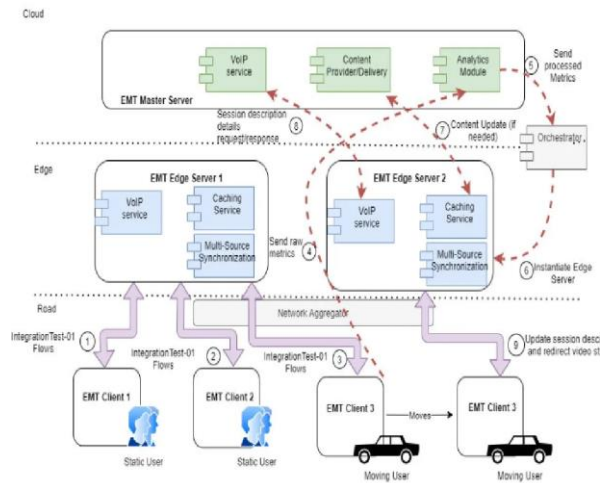 Cloud
VoIP
service
Content
Provider/Delivery
Analytics
Module
5
Send
processed
Metrics
EMT Master Server
Session description
details
request/response
8
7
Content Update (if
needed)
Orchestrator
Edge
EMT Edge Server 1
EMT Edge Server 2
VoIP
service
Caching
Service
Multi-Source
Synchronization
Send raw
metrics
4
VoIP
service
Caching
Service
Multi-Source
Synchronization
6
Instantiate Edge
Server
Road
Network Aggregator
1
IntegrationTest-01
Flows
2
IntegrationTest-01
Flows
IntegrationTest-01
Flows
3
9
Update session descr
and redirect video st
EMT Client 1
EMT Client 2
EMT Client 3
Moves
EMT Client 3
Static User
Static User
Moving User
Moving User